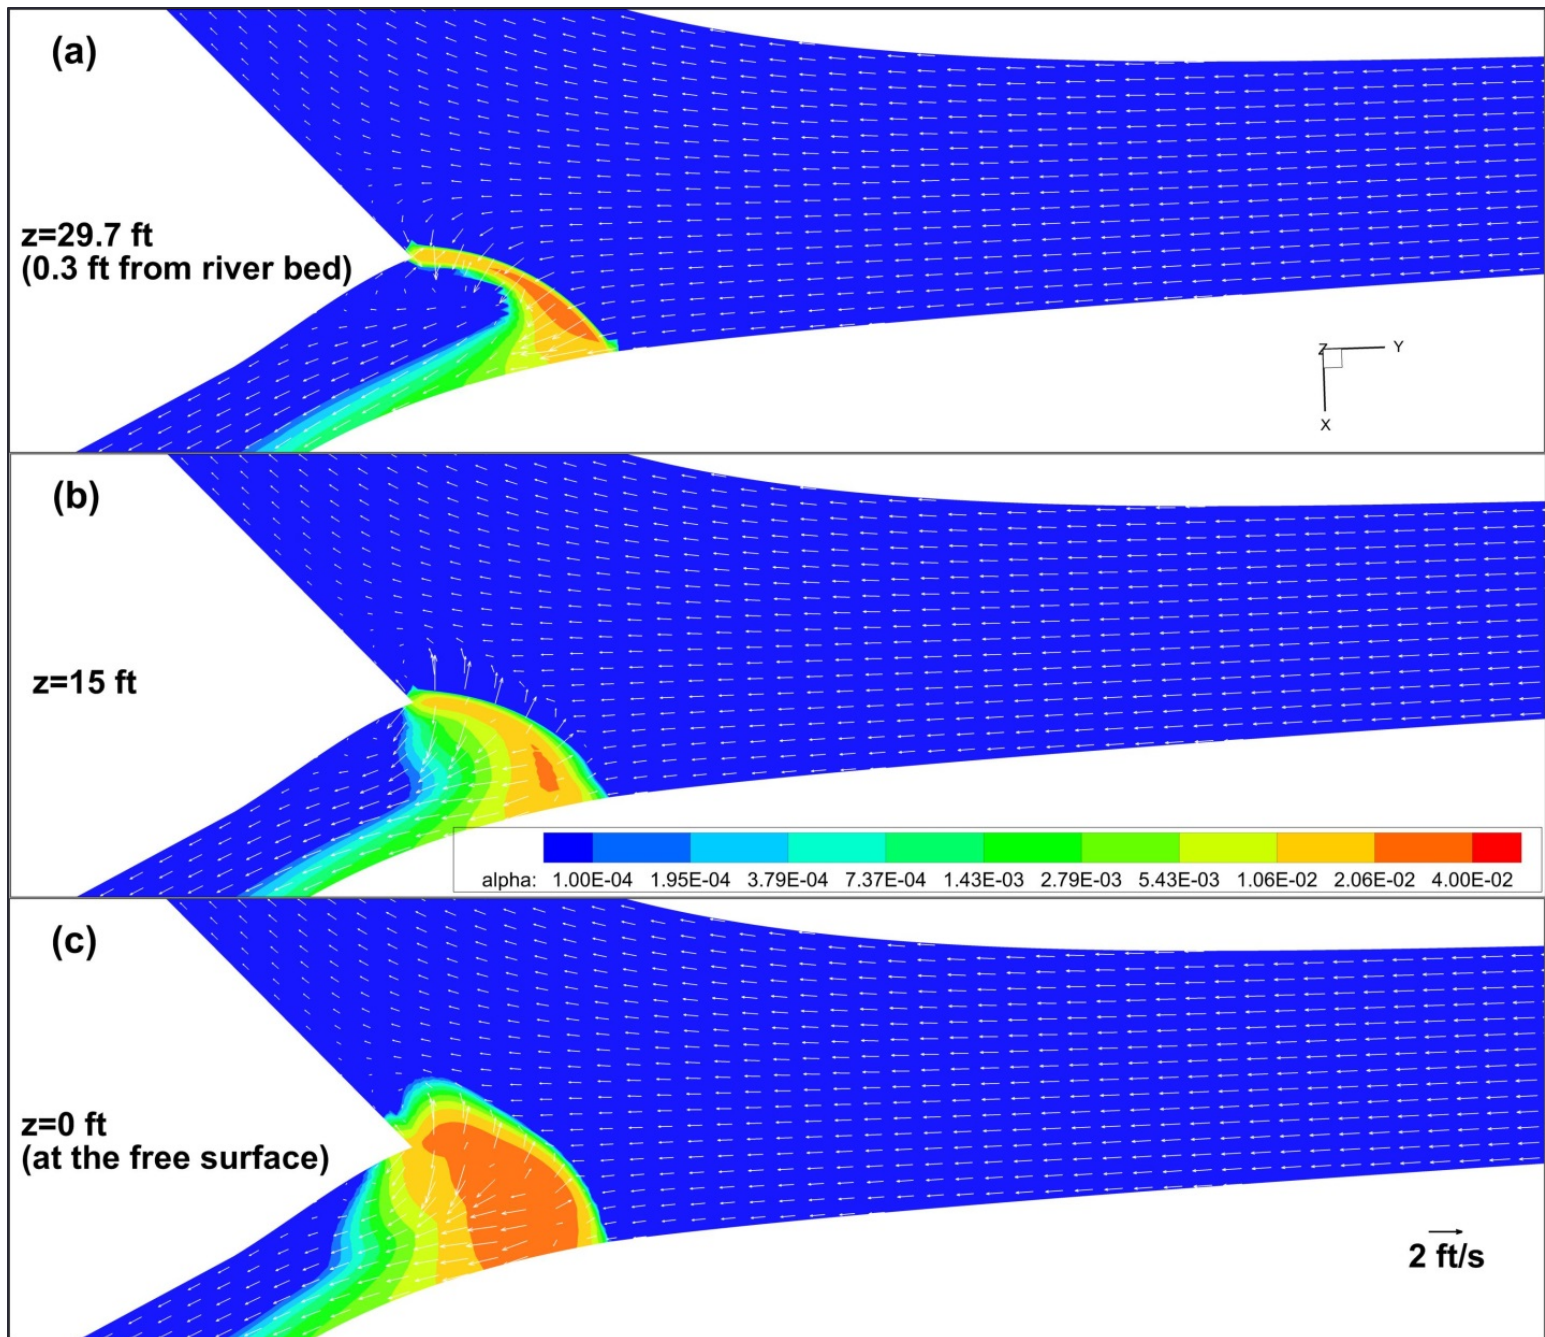 (a)
z=29.7 ft
(0.3 ft from river bed)
Z Y
X
(b)
z=15 ft
alpha: 1.00E-04 1.95E-04 3.79E-04 7.37E-04 1.43E-03 2.79E-03 5.43E-03 1.06E-02 2.06E-02 4.00E-02
(c)
z=0 ft
(at the free surface)
2 ft/s